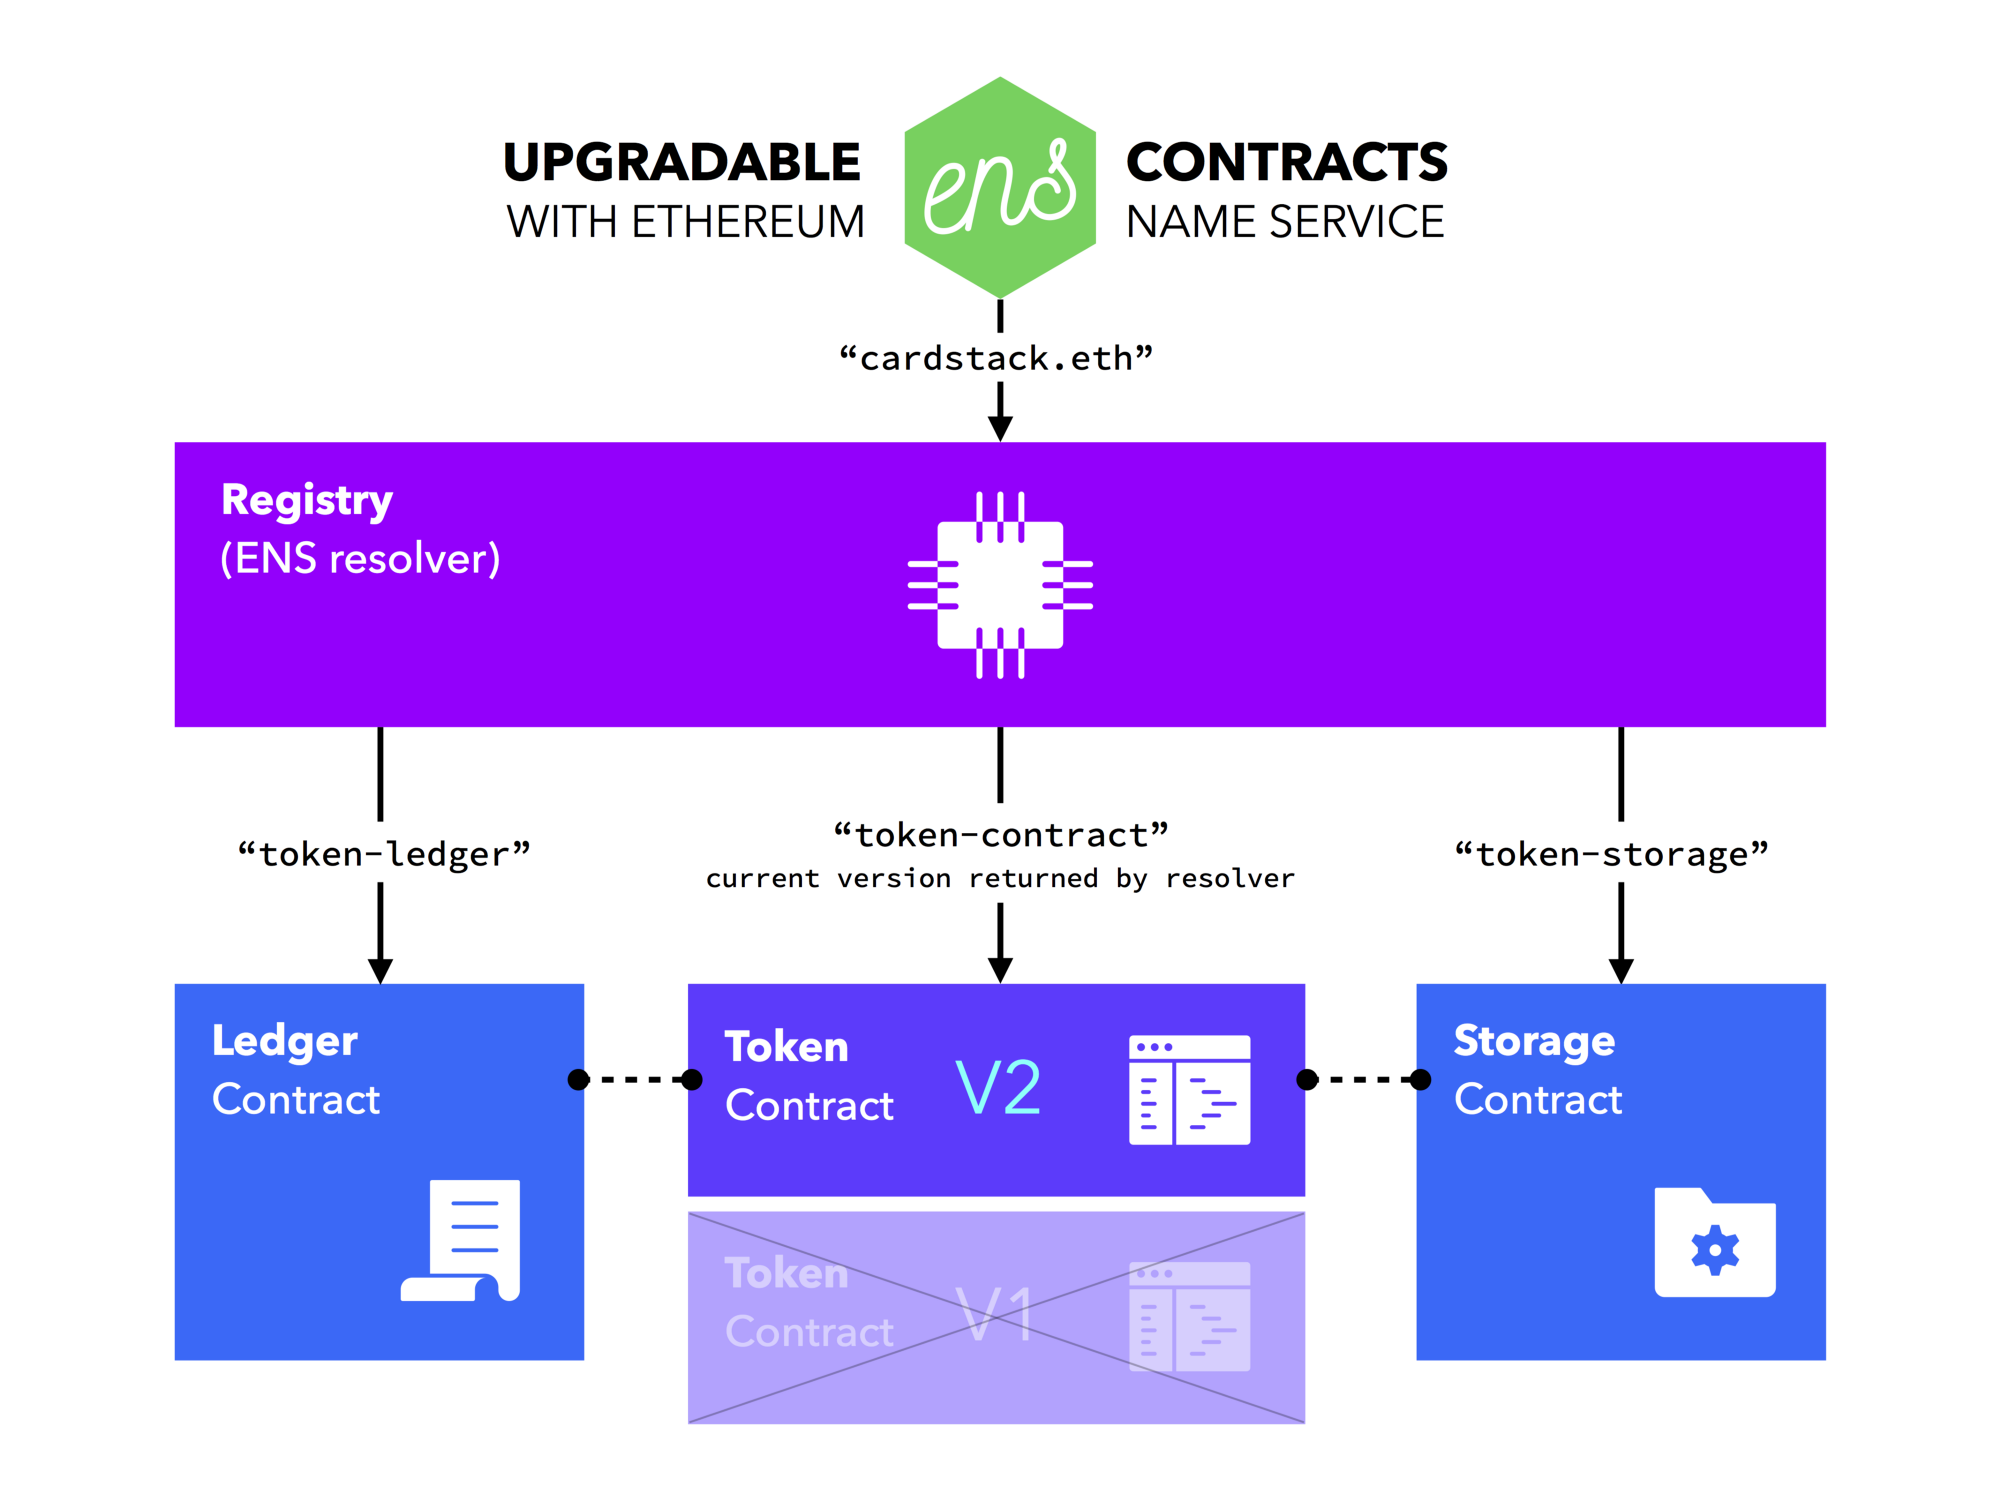 UPGRADABLE
WITH ETHEREUM
ens
CONTRACTS
NAME SERVICE
“cardstack.eth”
Registry
(ENS resolver)
“token-ledger”
“token-contract”
current version returned by resolver
“token-storage”
Ledger
Contract
Token
Contract
V2
Storage
Contract
Token
Contract
V1